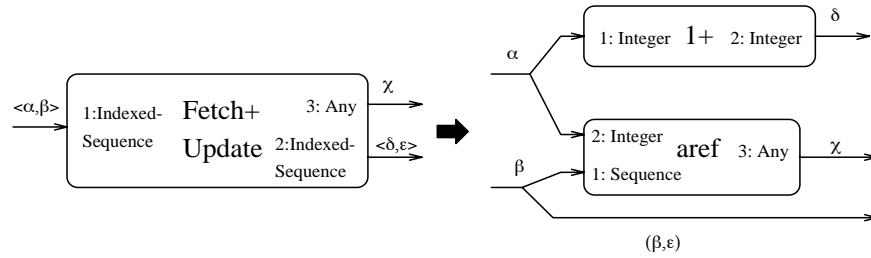 <α,β>
1:Indexed-
Sequence
Fetch+
Update
3: Any
2:Indexed-
Sequence
χ
<δ,ε>
α
1: Integer 1+ 2: Integer
δ
2: Integer
1: Sequence
aref
3: Any
χ
β
(β,ε)